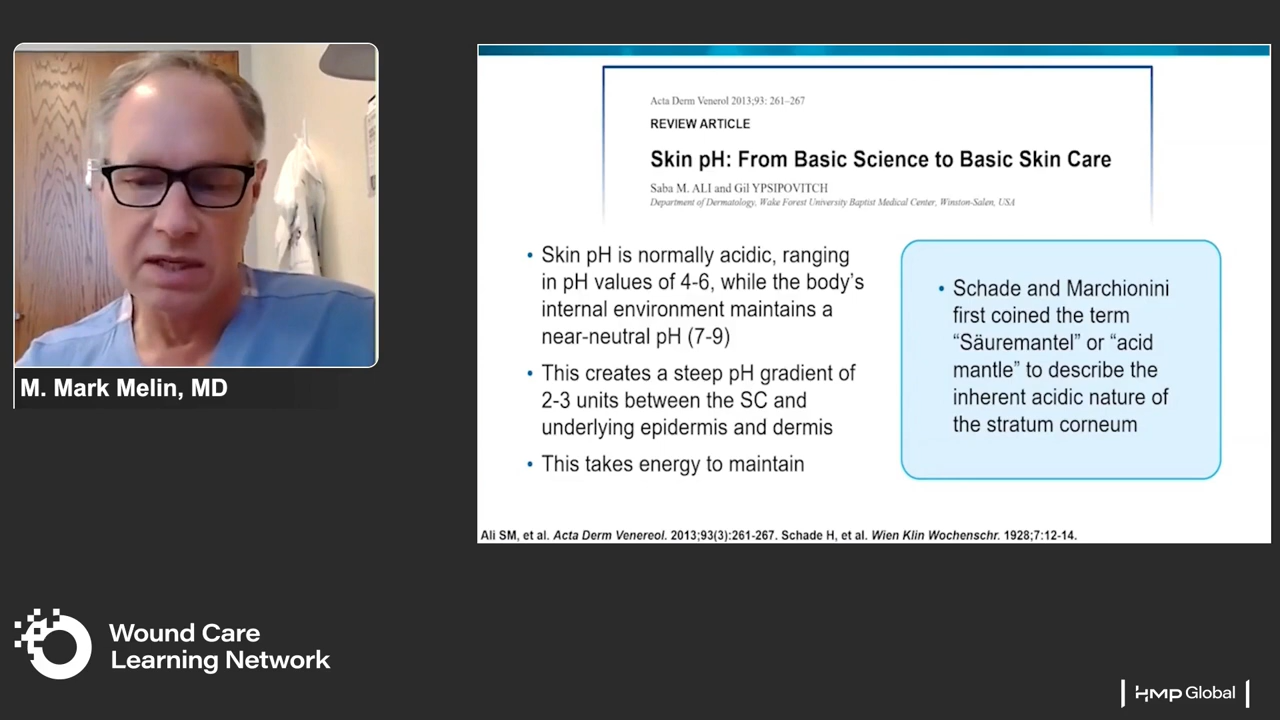 M. Mark Melin, MD
Acta Derm Venerol 2013;93: 261–267
REVIEW ARTICLE
Skin pH: From Basic Science to Basic Skin Care
Saba M. ALI and Gil YPSIPOVITCH
Department of Dermatology, Wake Forest University Baptist Medical Center, Winston-Salen, USA
• Skin pH is normally acidic, ranging
in pH values of 4-6, while the body’s
internal environment maintains a
near-neutral pH (7-9)
• This creates a steep pH gradient of
2-3 units between the SC and
underlying epidermis and dermis
• This takes energy to maintain
• Schade and Marchionini
first coined the term
“Säuremantel” or “acid
mantle” to describe the
inherent acidic nature of
the stratum corneum
Ali SM, et al. Acta Derm Venereol. 2013;93(3):261-267. Schade H, et al. Wien Klin Wochenschr. 1928;7:12-14.
Wound Care
Learning Network
HMP Global